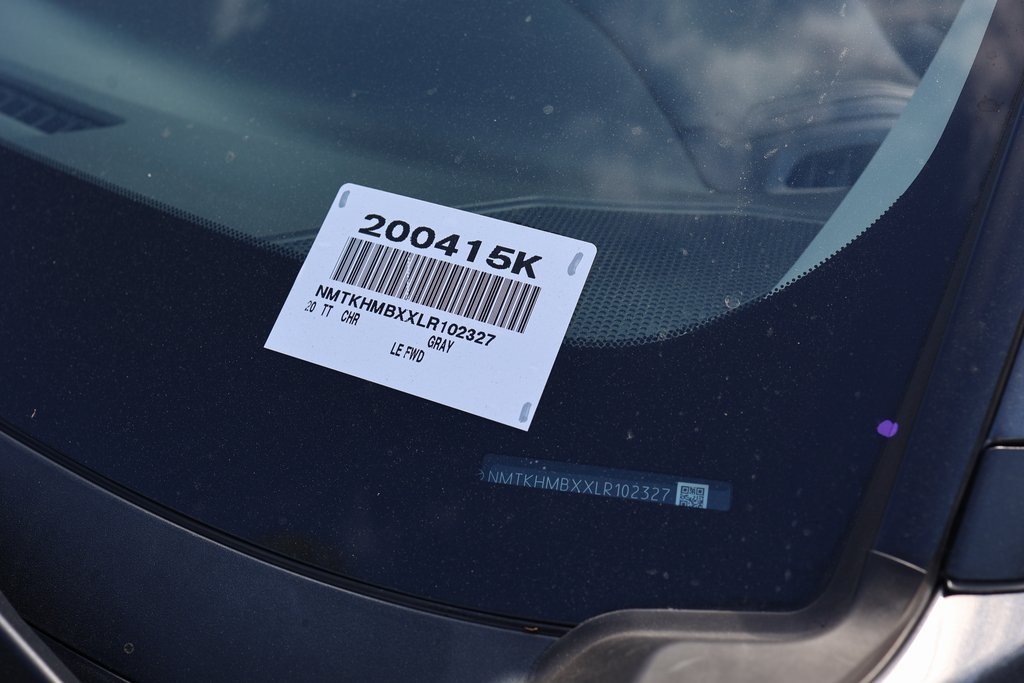 200415K
NMTKHMBXXLR102327
20 TT CHR
GRAY
LE FWD
NMTKHMBXXLR102327